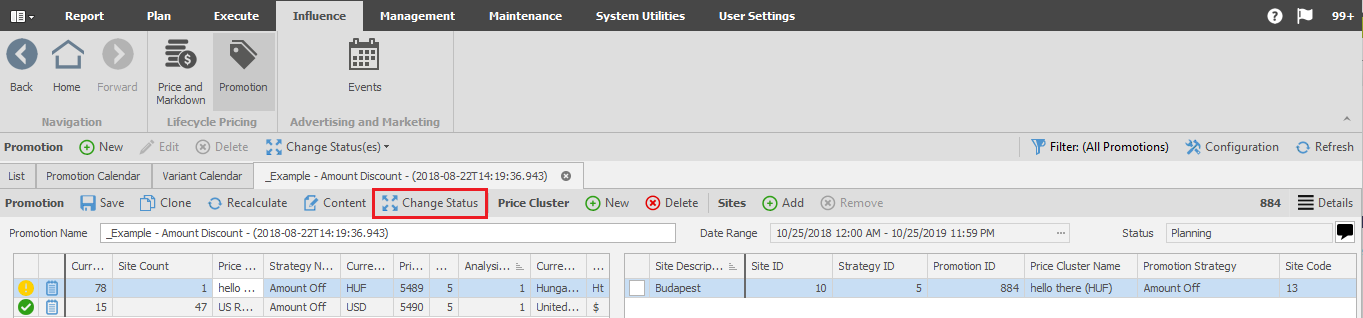 Report Plan Execute Influence Management Maintenance System Utilities User Settings ? 99+
Back Home Forward Price and Markdown Promotion Events
Navigation Lifecycle Pricing Advertising and Marketing
Promotion New Edit Delete Change Status(es) Filter: (All Promotions) Configuration Refresh
List Promotion Calendar Variant Calendar _Example - Amount Discount - (2018-08-22T14:19:36.943)
Promotion Save Clone Recalculate Content Change Status Price Cluster New Delete Sites Add Remove 884 Details
Promotion Name _Example - Amount Discount - (2018-08-22T14:19:36.943) Date Range 10/25/2018 12:00 AM - 10/25/2019 11:59 PM ... Status Planning
Curr... Site Count Price ... Strategy N... Curre... Pri... ... Analysi... Curre... ... Site Descrip... Site ID Strategy ID Promotion ID Price Cluster Name Promotion Strategy Site Code
78 1 hello ... Amount Off HUF 5489 5 1 Hunga... Ht Budapest 10 5 884 hello there (HUF) Amount Off 13
15 47 US R... Amount Off USD 5490 5 1 United... $